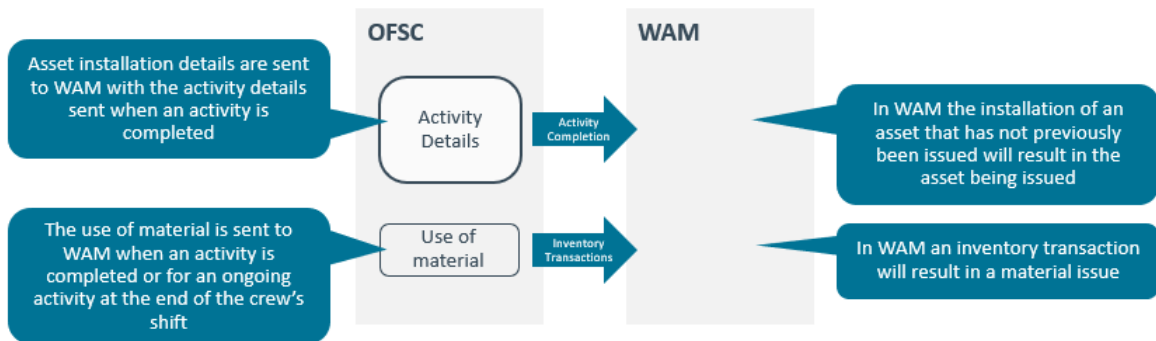 OFSC
WAM
Asset installation details are sent
to WAM with the activity details
sent when an activity is
completed
Activity
Details
Activity
Completion
In WAM the installation of an
asset that has not previously
been issued will result in the
asset being issued
The use of material is sent to
WAM when an activity is
completed or for an ongoing
activity at the end of the crew's
shift
Use of
material
Inventory
Transactions
In WAM an inventory transaction
will result in a material issue